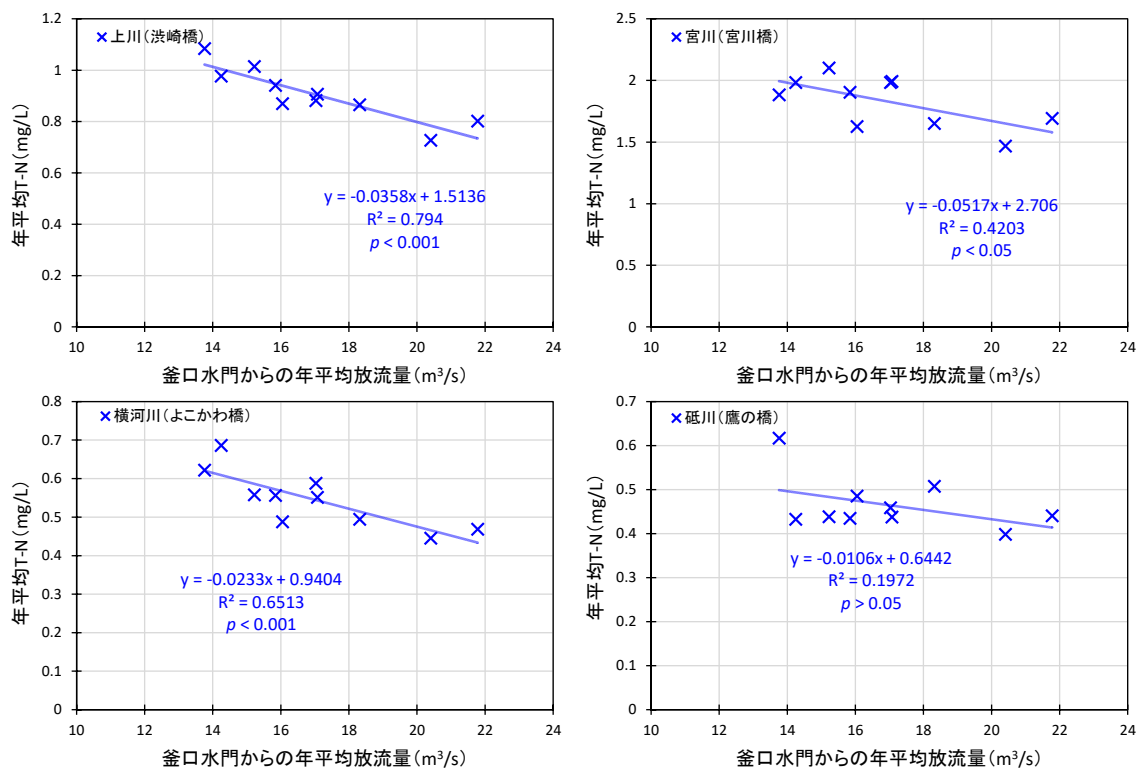 上川（渋崎橋）
年平均T-N（mg/L）
1.2
1
0.8
0.6
0.4
0.2
0
y = -0.0358x + 1.5136
R² = 0.794
p < 0.001
10 12 14 16 18 20 22 24
釜口水門からの年平均放流量（m³/s）
宮川（宮川橋）
年平均T-N（mg/L）
2.5
2
1.5
1
0.5
0
y = -0.0517x + 2.706
R² = 0.4203
p < 0.05
10 12 14 16 18 20 22 24
釜口水門からの年平均放流量（m³/s）
横河川（よこかわ橋）
年平均T-N（mg/L）
0.8
0.7
0.6
0.5
0.4
0.3
0.2
0.1
0
y = -0.0233x + 0.9404
R² = 0.6513
p < 0.001
10 12 14 16 18 20 22 24
釜口水門からの年平均放流量（m³/s）
砥川（鷹の橋）
年平均T-N（mg/L）
0.7
0.6
0.5
0.4
0.3
0.2
0.1
0
y = -0.0106x + 0.6442
R² = 0.1972
p > 0.05
10 12 14 16 18 20 22 24
釜口水門からの年平均放流量（m³/s）